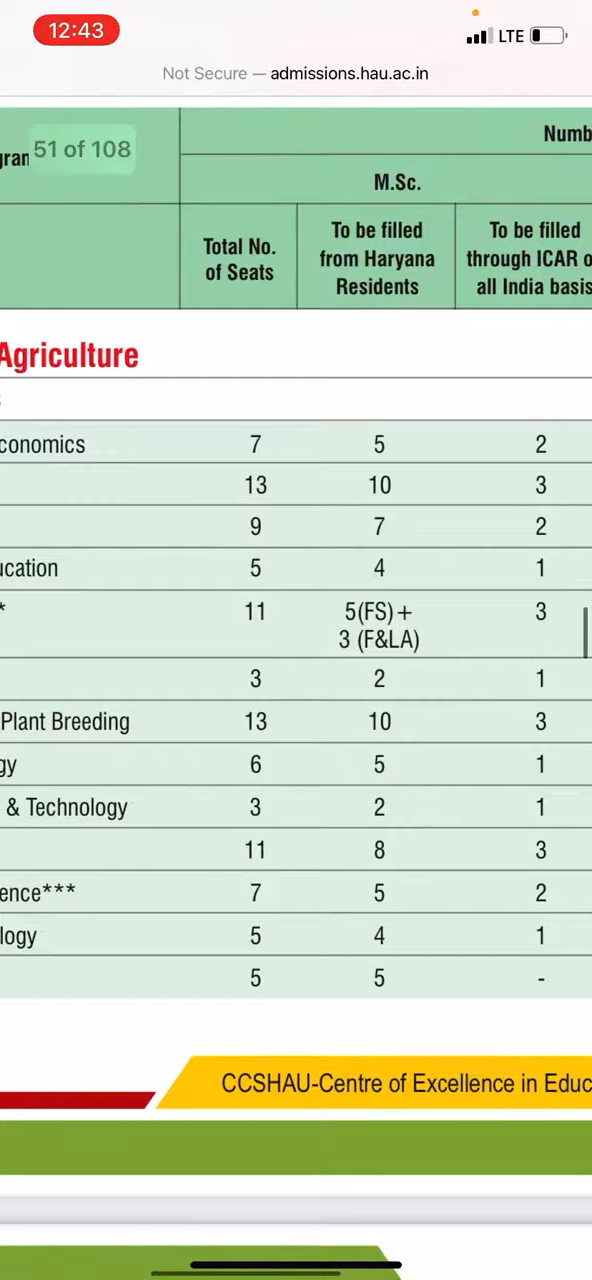 12:43
LTE
Not Secure — admissions.hau.ac.in
gran 51 of 108
Numb
M.Sc.
Total No. of Seats
To be filled from Haryana Residents
To be filled through ICAR o all India basis
Agriculture
conomics 7 5 2
13 10 3
9 7 2
ucation 5 4 1
* 11 5(FS)+ 3 (F&LA) 3
3 2 1
Plant Breeding 13 10 3
gy 6 5 1
& Technology 3 2 1
11 8 3
ence*** 7 5 2
logy 5 4 1
5 5 -
CCSHAU-Centre of Excellence in Educ